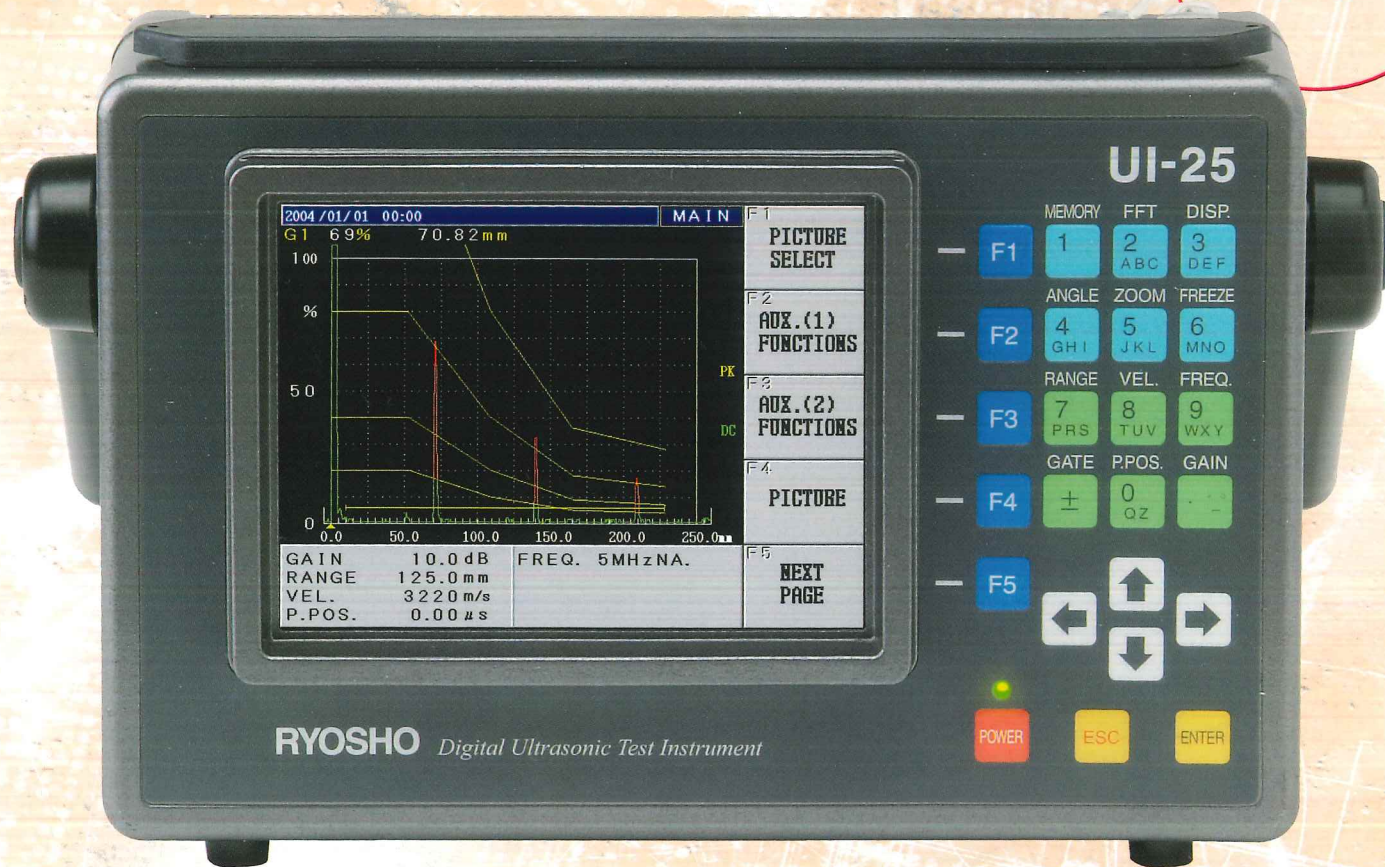 UI-25
2004/01/01 00:00 MAIN
G1 69% 70.82mm
100
%
50
0
0.0 50.0 100.0 150.0 200.0 250.0mm
PK
DC
GAIN 10.0dB
RANGE 125.0mm
VEL. 3220m/s
P.POS. 0.00μs
FREQ. 5MHzNA.
F1
PICTURE
SELECT
F2
AUX.(1)
FUNCTIONS
F3
AUX.(2)
FUNCTIONS
F4
PICTURE
F5
NEXT
PAGE
MEMORY FFT DISP.
F1 1 2 3
ABC DEF
ANGLE ZOOM FREEZE
F2 4 5 6
GHI JKL MNO
RANGE VEL. FREQ.
F3 7 8 9
PRS TUV WXY
GATE P.POS. GAIN
F4 ± 0 .
QZ -
F5
POWER ESC ENTER
RYOSHO Digital Ultrasonic Test Instrument